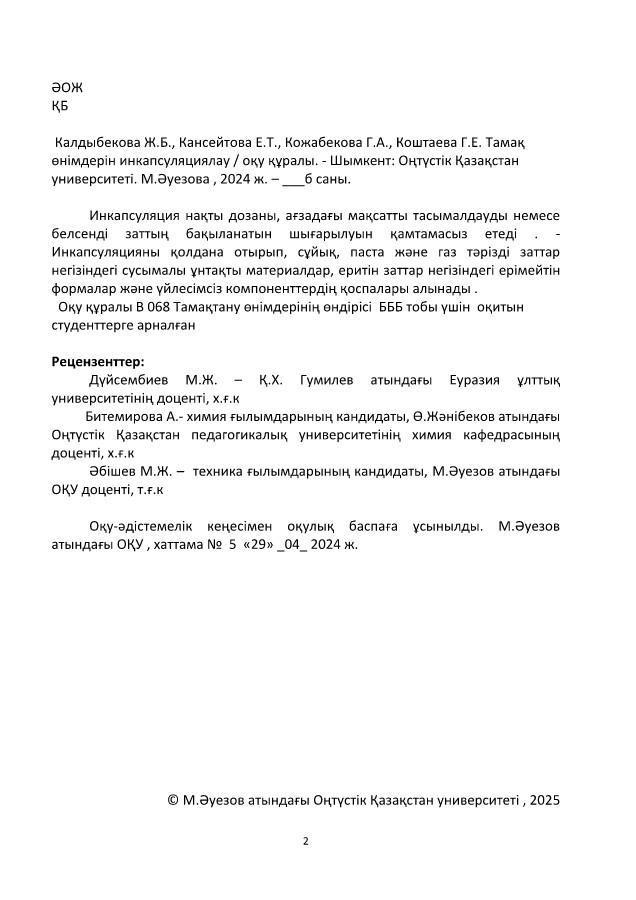 ӘОЖ
ҚБ
Калдыбекова Ж.Б., Кансейтова Е.Т., Кожабекова Г.А., Коштаева Г.Е. Тамақ
өнімдерін инкапсуляциялау / оқу құралы. - Шымкент: Оңтүстік Қазақстан
университеті. М.Әуезова , 2024 ж. – ___б саны.
Инкапсуляция нақты дозаны, ағзадағы мақсатты тасымалдауды немесе
белсенді заттың бақыланатын шығарылуын қамтамасыз етеді . -
Инкапсуляцияны қолдана отырып, сұйық, паста және газ тәрізді заттар
негізіндегі сусымалы ұнтақты материалдар, еритін заттар негізіндегі ерімейтін
формалар және үйлесімсіз компоненттердің қоспалары алынады .
Оқу құралы В 068 Тамақтану өнімдерінің өндірісі БББ тобы үшін оқитын
студенттерге арналған
Рецензенттер:
Дүйсембиев М.Ж. – Қ.Х. Гумилев атындағы Еуразия ұлттық
университетінің доценті, х.ғ.к
Битемирова А.- химия ғылымдарының кандидаты, Ө.Жәнібеков атындағы
Оңтүстік Қазақстан педагогикалық университетінің химия кафедрасының
доценті, х.ғ.к
Әбішев М.Ж. – техника ғылымдарының кандидаты, М.Әуезов атындағы
ОҚУ доценті, т.ғ.к
Оқу-әдістемелік кеңесімен оқулық баспаға ұсынылды. М.Әуезов
атындағы ОҚУ , хаттама № 5 «29» _04_ 2024 ж.
© М.Әуезов атындағы Оңтүстік Қазақстан университеті , 2025
2